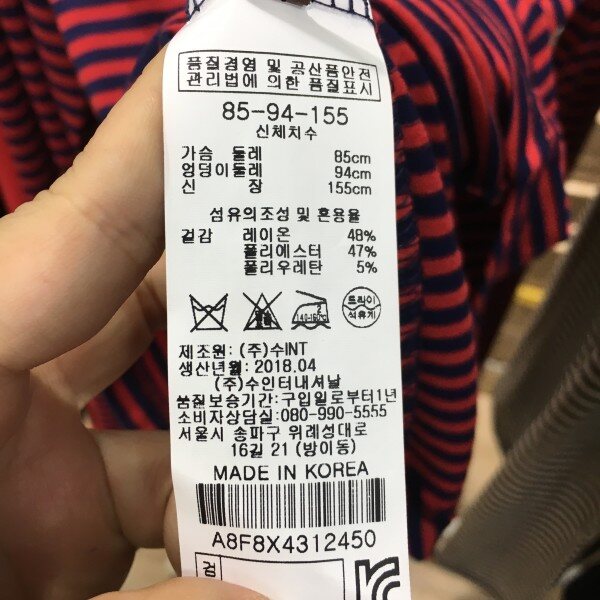 품질경영 및 공산품안전
관리법에 의한 품질표시
85-94-155
신체치수
가슴 둘레 85cm
엉덩이둘레 94cm
신 장 155cm
섬유의조성 및 혼용율
겉감 레이온 48%
폴리에스터 47%
폴리우레탄 5%
140-160℃
드라이
석유계
제조원: (주)수INT
생산년월: 2018.04
(주)수인터내셔날
품질보증기간: 구입일로부터1년
소비자상담실: 080-990-5555
서울시 송파구 위례성대로
16길 21 (방이동)
MADE IN KOREA
A8F8X4312450
검